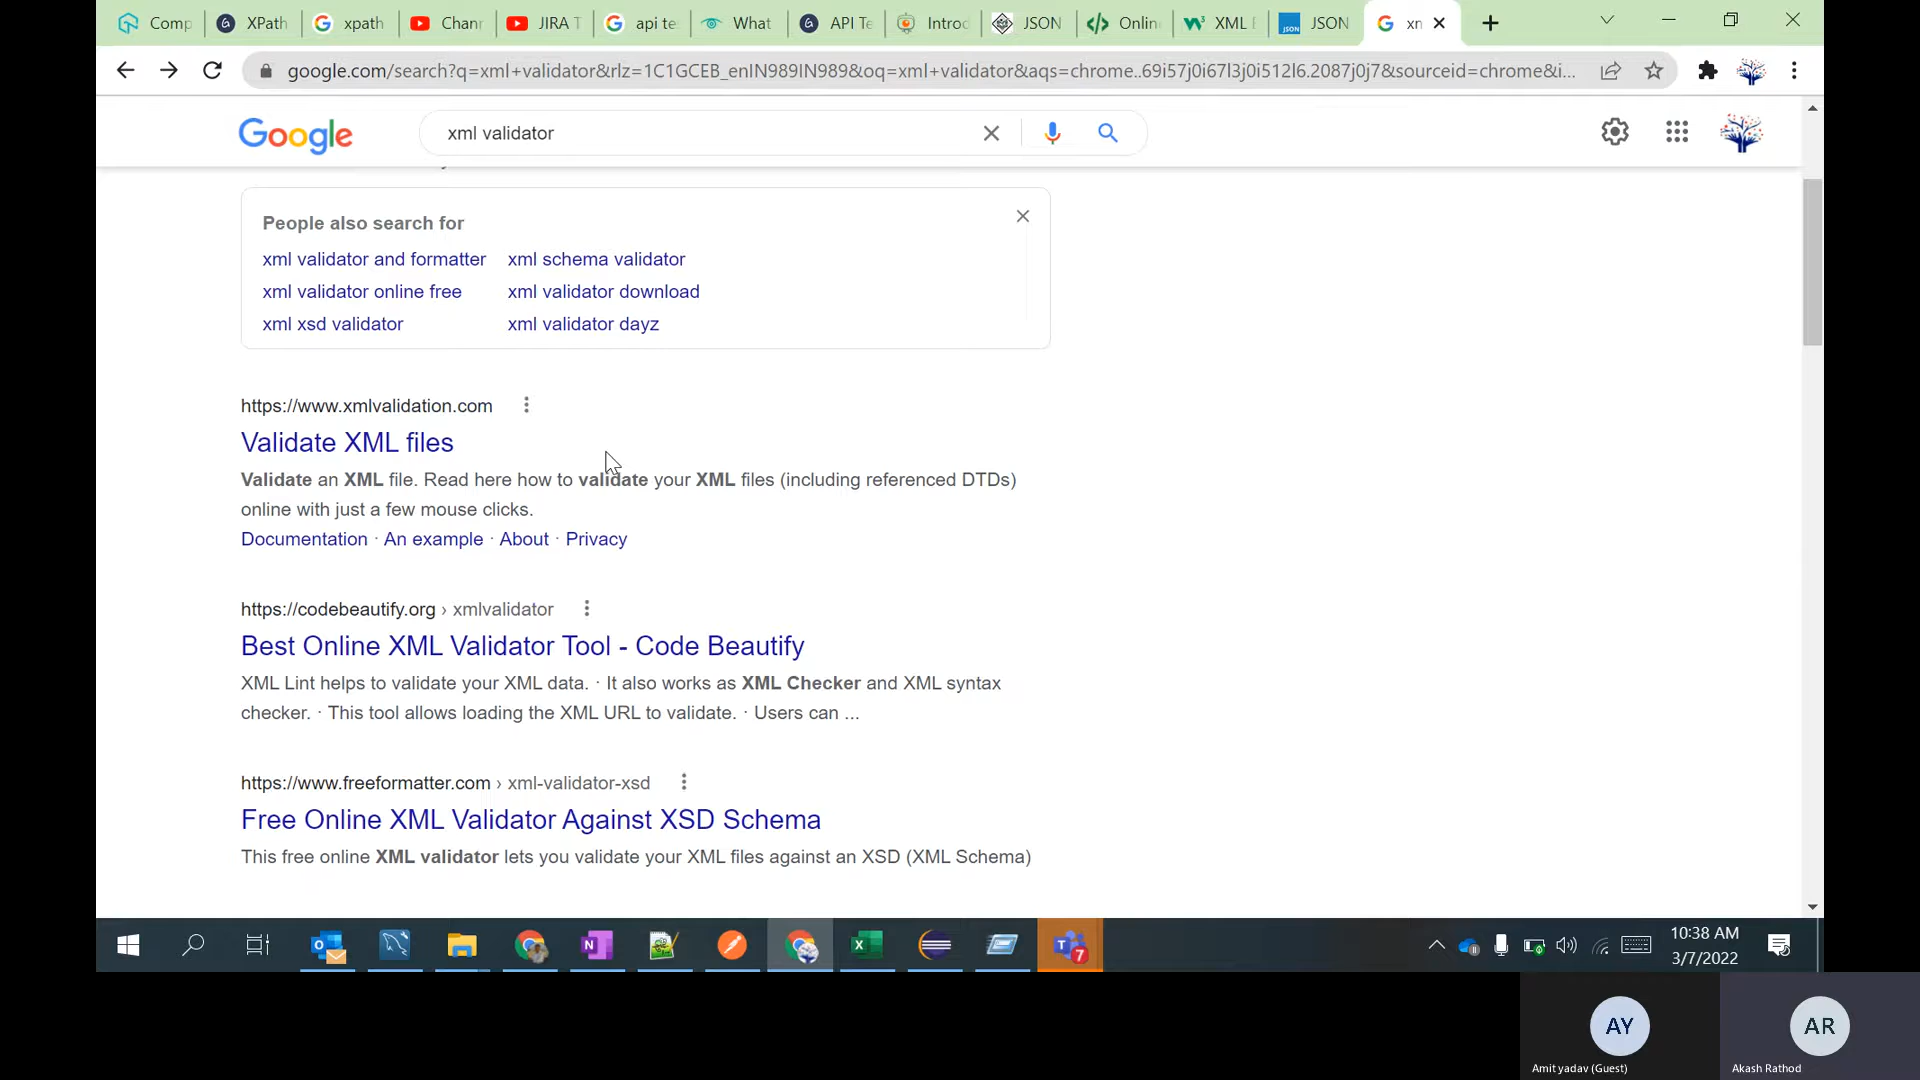 Comp
XPath
xpath
Chan
JIRA T
api te
What
API Te
Introc
JSON
Onlin
XML E
JSON
xn
google.com/search?q=xml+validator&rlz=1C1GCEB_enIN989IN989&oq=xml+validator&aqs=chrome..69i57j0i67l3j0i512l6.2087j0j7&sourceid=chrome&i...
Google
xml validator
People also search for
xml validator and formatter
xml schema validator
xml validator online free
xml validator download
xml xsd validator
xml validator dayz
https://www.xmlvalidation.com
Validate XML files
Validate an XML file. Read here how to validate your XML files (including referenced DTDs)
online with just a few mouse clicks.
Documentation · An example · About · Privacy
https://codebeautify.org › xmlvalidator
Best Online XML Validator Tool - Code Beautify
XML Lint helps to validate your XML data. · It also works as XML Checker and XML syntax
checker. · This tool allows loading the XML URL to validate. · Users can ...
https://www.freeformatter.com › xml-validator-xsd
Free Online XML Validator Against XSD Schema
This free online XML validator lets you validate your XML files against an XSD (XML Schema)
10:38 AM
3/7/2022
AY
AR
Amit yadav (Guest)
Akash Rathod